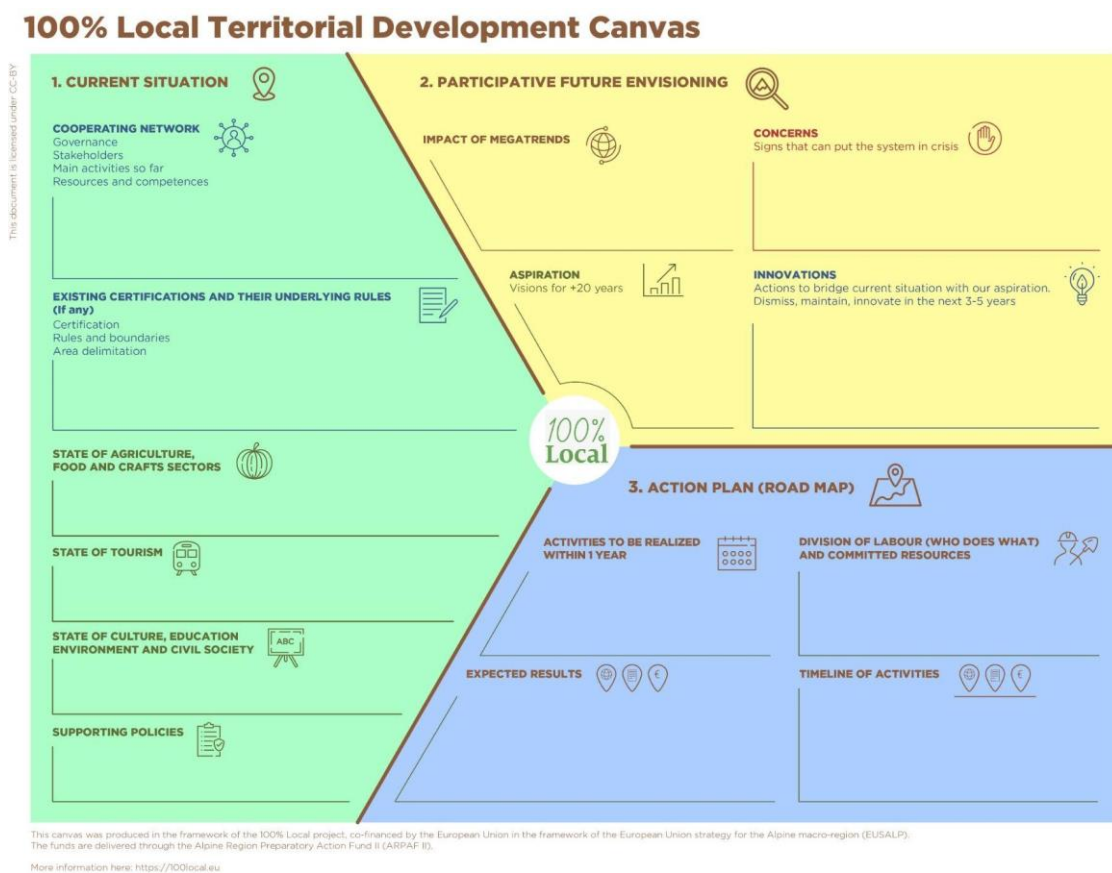 100% Local Territorial Development Canvas
This document is licensed under CC-BY
1. CURRENT SITUATION
COOPERATING NETWORK
Governance
Stakeholders
Main activities so far
Resources and competences
EXISTING CERTIFICATIONS AND THEIR UNDERLYING RULES
(If any)
Certification
Rules and boundaries
Area delimitation
STATE OF AGRICULTURE,
FOOD AND CRAFTS SECTORS
STATE OF TOURISM
STATE OF CULTURE, EDUCATION
ENVIRONMENT AND CIVIL SOCIETY
ABC
SUPPORTING POLICIES
2. PARTICIPATIVE FUTURE ENVISIONING
IMPACT OF MEGATRENDS
CONCERNS
Signs that can put the system in crisis
ASPIRATION
Visions for +20 years
INNOVATIONS
Actions to bridge current situation with our aspiration.
Dismiss, maintain, innovate in the next 3-5 years
100%
Local
3. ACTION PLAN (ROAD MAP)
ACTIVITIES TO BE REALIZED
WITHIN 1 YEAR
DIVISION OF LABOUR (WHO DOES WHAT)
AND COMMITTED RESOURCES
EXPECTED RESULTS
€
TIMELINE OF ACTIVITIES
€
This canvas was produced in the framework of the 100% Local project, co-financed by the European Union in the framework of the European Union strategy for the Alpine macro-region (EUSALP).
The funds are delivered through the Alpine Region Preparatory Action Fund II (ARPAF II).
More information here: https://100local.eu